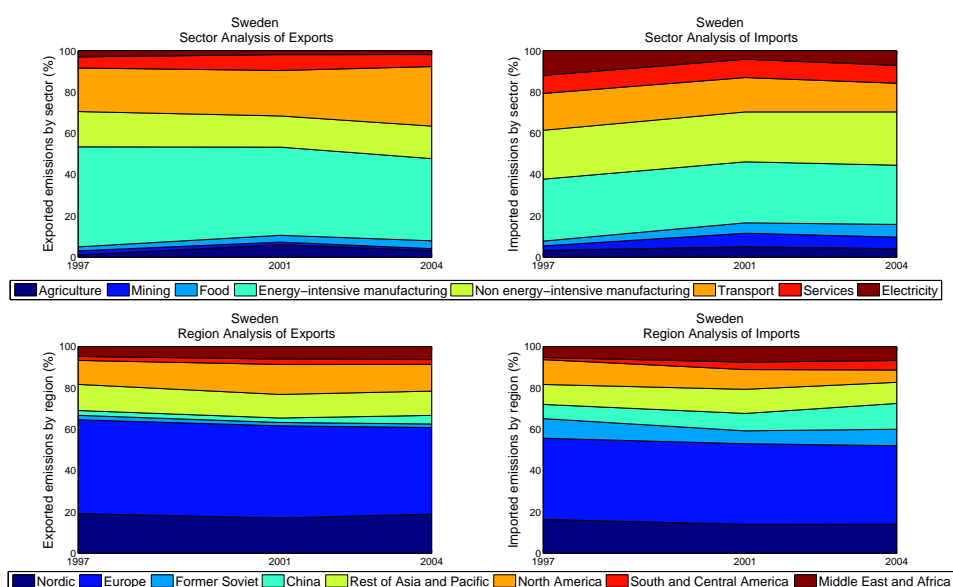 Sweden
Sector Analysis of Exports
Exported emissions by sector (%)
100
80
60
40
20
0
1997 2001 2004
Sweden
Sector Analysis of Imports
Imported emissions by sector (%)
100
80
60
40
20
0
1997 2001 2004
Agriculture Mining Food Energy−intensive manufacturing Non energy−intensive manufacturing Transport Services Electricity
Sweden
Region Analysis of Exports
Exported emissions by region (%)
100
80
60
40
20
0
1997 2001 2004
Sweden
Region Analysis of Imports
Imported emissions by region (%)
100
80
60
40
20
0
1997 2001 2004
Nordic Europe Former Soviet China Rest of Asia and Pacific North America South and Central America Middle East and Africa